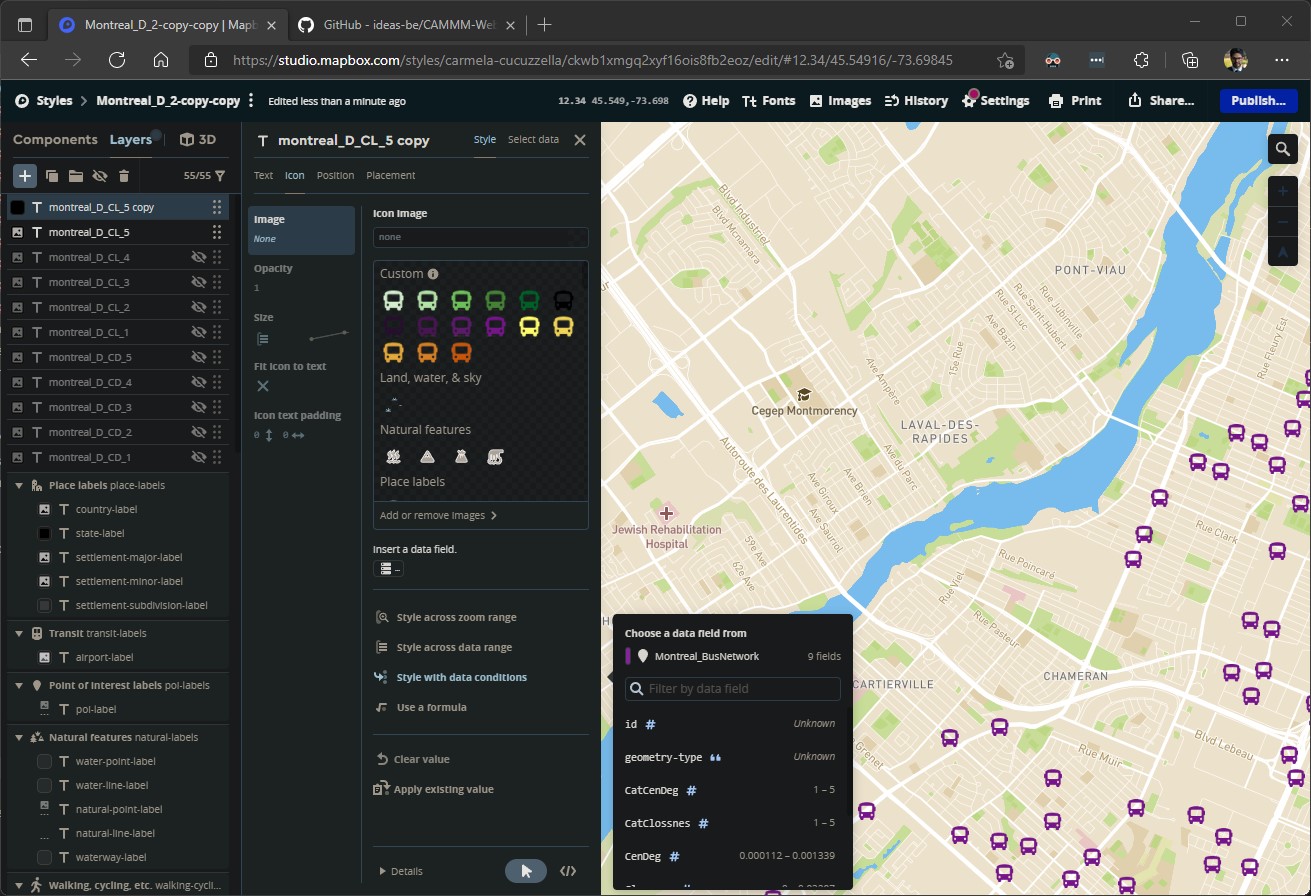 Montreal_D_2-copy-copy | Mapb
GitHub - ideas-be/CAMMM-We
https://studio.mapbox.com/styles/carmela-cucuzzella/ckwb1xmgq2xyf16ois8fb2eoz/edit/#12.34/45.54916/-73.69845
Styles > Montreal_D_2-copy-copy
Edited less than a minute ago
12.34 45.549,-73.698
Help
Fonts
Images
History
Settings
Print
Share...
Publish...
Components
Layers
3D
55/55
montreal_D_CL_5 copy
montreal_D_CL_5
montreal_D_CL_4
montreal_D_CL_3
montreal_D_CL_2
montreal_D_CL_1
montreal_D_CD_5
montreal_D_CD_4
montreal_D_CD_3
montreal_D_CD_2
montreal_D_CD_1
Place labels place-labels
country-label
state-label
settlement-major-label
settlement-minor-label
settlement-subdivision-label
Transit transit-labels
airport-label
Point of interest labels poi-labels
poi-label
Natural features natural-labels
water-point-label
water-line-label
natural-point-label
natural-line-label
waterway-label
Walking, cycling, etc. walking-cycli...
T montreal_D_CL_5 copy
Style
Select data
Text
Icon
Position
Placement
Image
None
Opacity
1
Size
Fit icon to text
Icon text padding
0
0
Icon Image
none
Custom
Land, water, & sky
Natural features
Place labels
Add or remove images
Insert a data field.
Style across zoom range
Style across data range
Style with data conditions
Use a formula
Clear value
Apply existing value
Details
Choose a data field from
Montreal_BusNetwork 9 fields
Filter by data field
id # Unknown
geometry-type Unknown
CatCenDeg # 1 – 5
CatClossnes # 1 – 5
CenDeg # 0.000112 – 0.001339
Blvd Industriel
Blvd Mcnamara
PONT-VIAU
Rue St Luc
Rue Saint-Hubert
Rue Jubinville
Ave Bazin
15e Rue
Rue Fleury Est
Ave Ampère
Cegep Montmorency
LAVAL-DES-
RAPIDES
Autoroute des Laurentides
Ave du Parc
Ave Brien
Ave Giroux
Ave Sauriol
Jewish Rehabilitation
Hospital
59e Ave
62e Ave
Rue Clark
Rue Poincaré
Rue Viel
Rue Pasteur
CARTIERVILLE
CHAMERAN
Blvd Lebeau
Rue Muir
Grenet